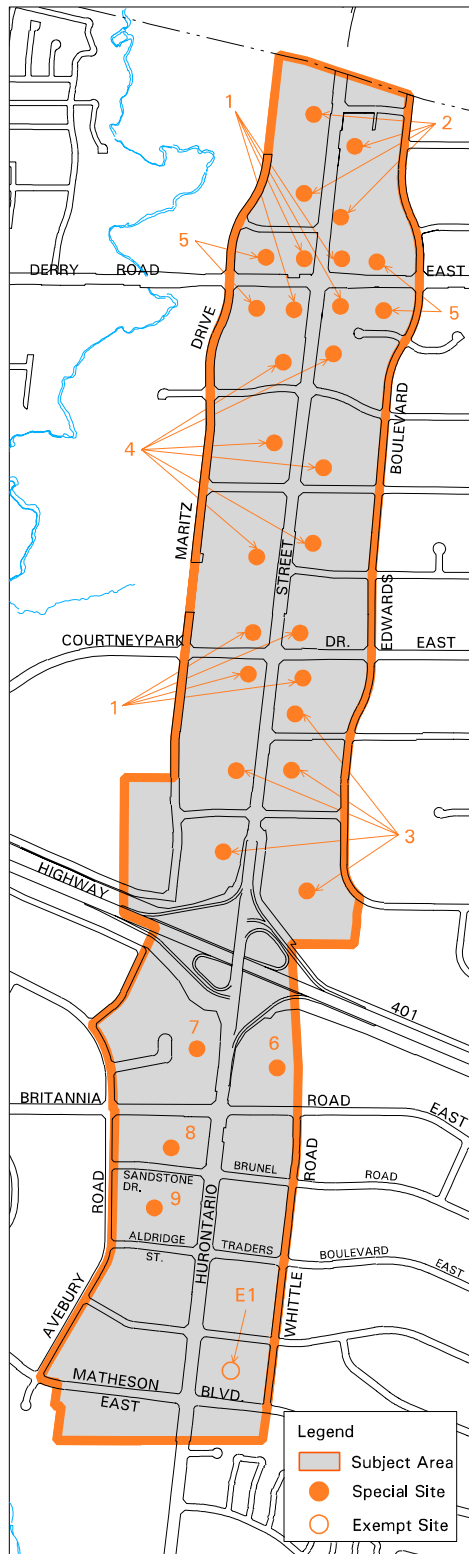 1
2
5
DERRY ROAD EAST
5
DRIVE
BOULEVARD
4
MARITZ
STREET
EDWARDS
COURTNEYPARK DR. EAST
1
3
HIGHWAY
401
7
6
BRITANNIA ROAD EAST
8
BRUNEL ROAD
SANDSTONE
DR.
ROAD
ROAD
9
HURONTARIO
ALDRIDGE
ST.
TRADERS BOULEVARD EAST
AVEBURY
WHITTLE
E1
MATHESON BLVD.
EAST
Legend
Subject Area
Special Site
Exempt Site